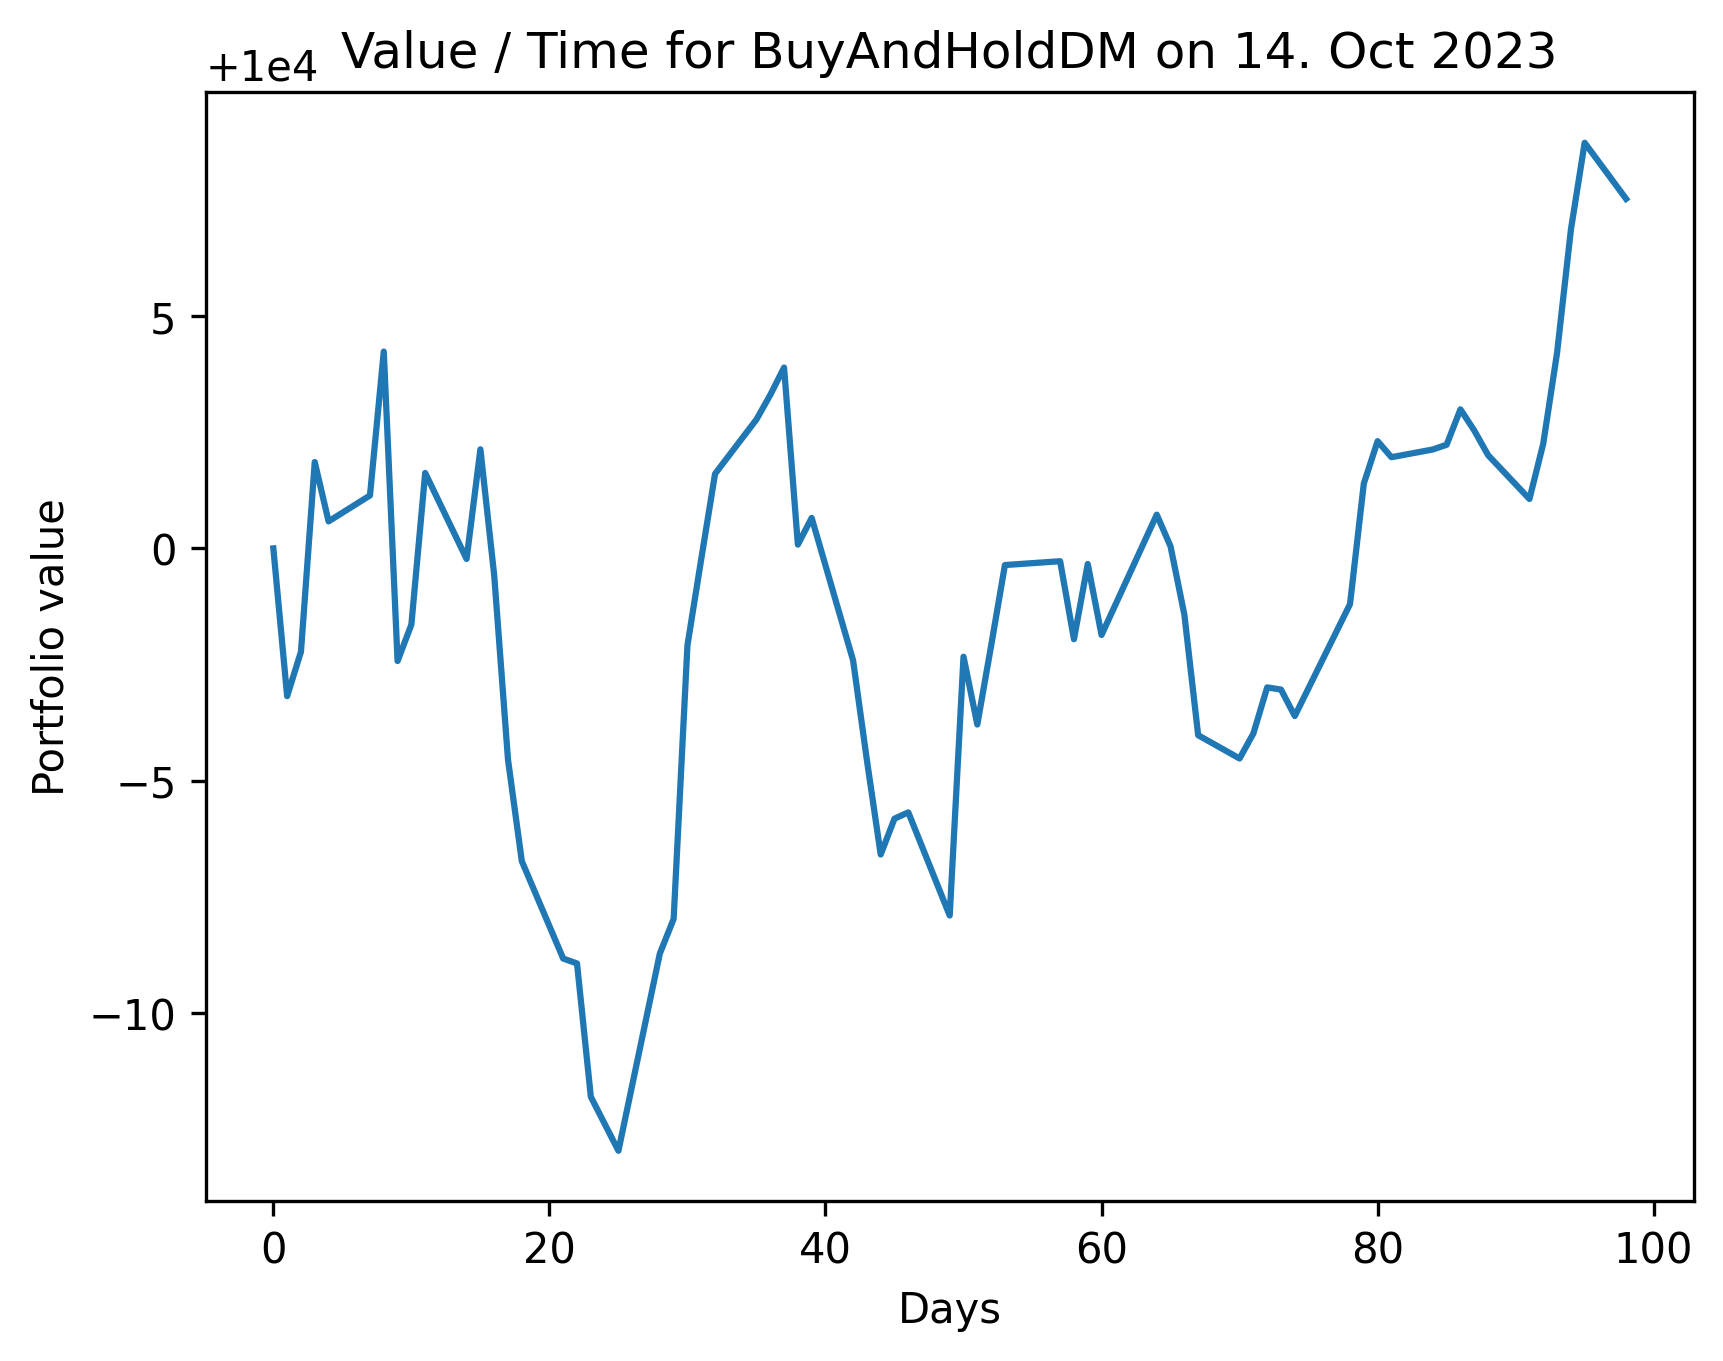 Value / Time for BuyAndHoldDM on 14. Oct 2023
+1e4
5
0
−5
−10
Portfolio value
0 20 40 60 80 100
Days